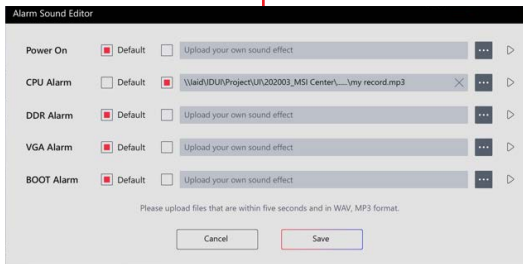 Alarm Sound Editor
Power On Default Upload your own sound effect ...
CPU Alarm Default \\laid\IDUI\Project\UI\202003_MSI Center\,.....\my record.mp3 ...
DDR Alarm Default Upload your own sound effect ...
VGA Alarm Default Upload your own sound effect ...
BOOT Alarm Default Upload your own sound effect ...
Please upload files that are within five seconds and in WAV, MP3 format.
Cancel Save